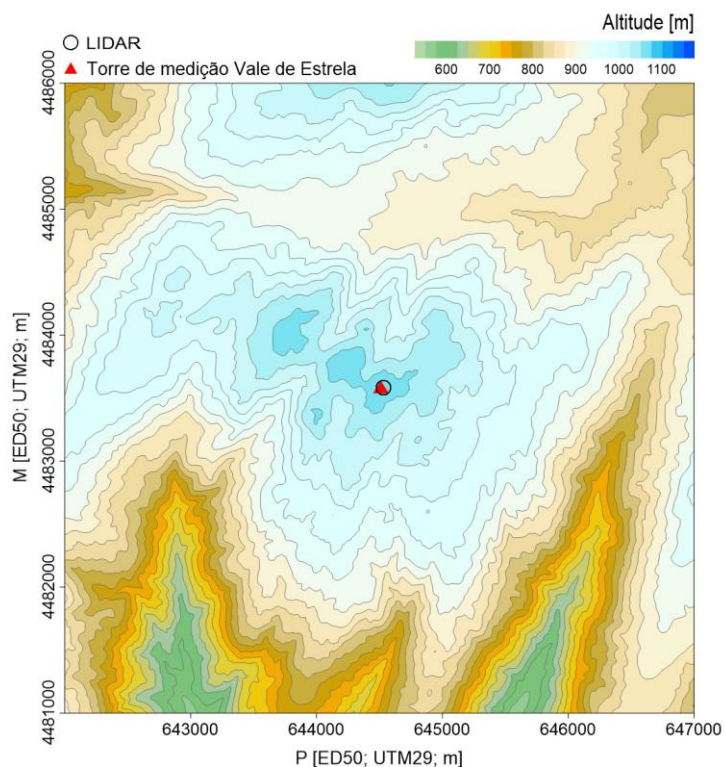 Altitude [m]
LIDAR
Torre de medição Vale de Estrela
600 700 800 900 1000 1100
4486000
4485000
4484000
4483000
4482000
4481000
M [ED50; UTM29; m]
643000 644000 645000 646000 647000
P [ED50; UTM29; m]